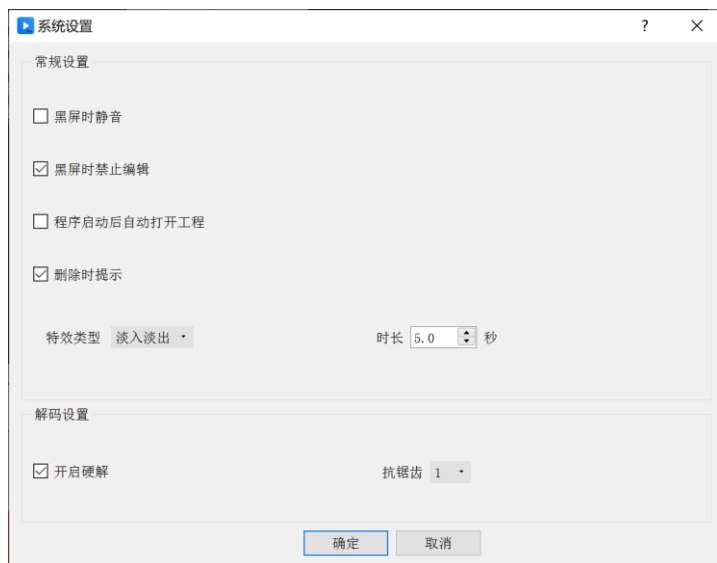 系统设置
常规设置
黑屏时静音
黑屏时禁止编辑
程序启动后自动打开工程
删除时提示
特效类型 淡入淡出 时长 5.0 秒
解码设置
开启硬解 抗锯齿 1
确定 取消